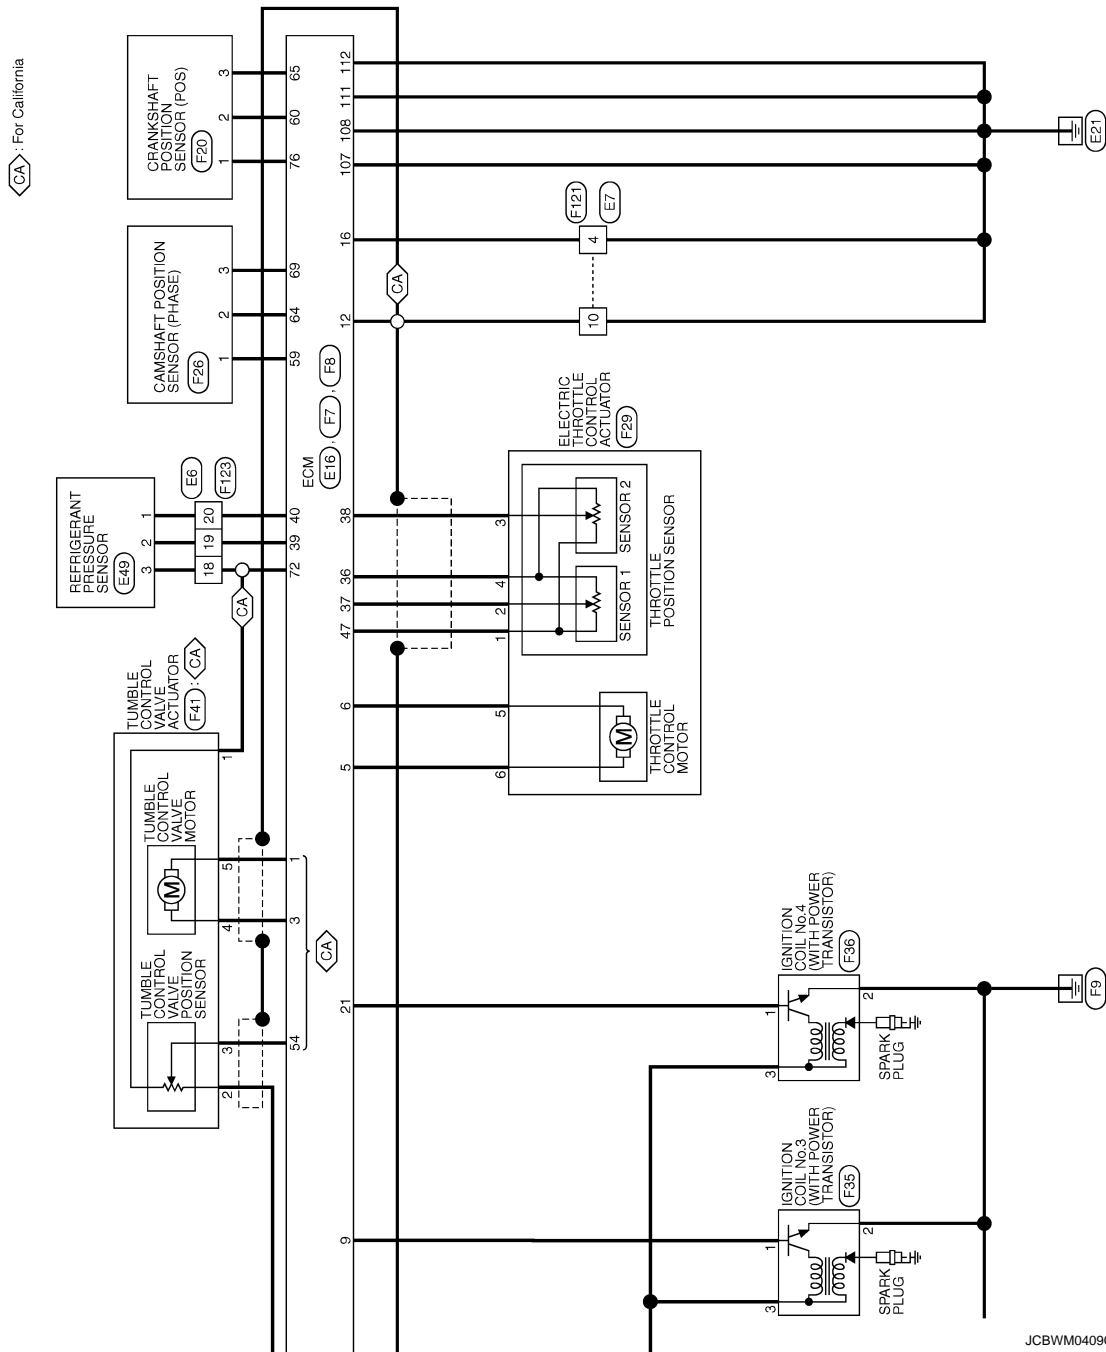 CA : For California
CRANKSHAFT
POSITION
SENSOR (POS)
F20
3
2
1
65
60
76
CAMSHAFT POSITION
SENSOR (PHASE)
F26
3
2
1
69
64
59
REFRIGERANT
PRESSURE
SENSOR
E49
1
2
3
20
19
18
E6
F123
40
39
72
CA
TUMBLE
CONTROL
VALVE
ACTUATOR
F41 : CA
1
TUMBLE
CONTROL
VALVE
MOTOR
M
5
4
1
3
TUMBLE
CONTROL
VALVE
POSITION
SENSOR
3
2
54
CA
ECM
E16 , F7 , F8
112
111
108
107
16
12
CA
F121
E7
4
10
E21
38
36
37
47
6
5
3
4
2
1
5
6
ELECTRIC
THROTTLE
CONTROL
ACTUATOR
F29
SENSOR 2
SENSOR 1
THROTTLE
POSITION SENSOR
M
THROTTLE
CONTROL
MOTOR
21
9
IGNITION
COIL No.4
(WITH POWER
TRANSISTOR)
F36
1
2
3
SPARK
PLUG
F9
IGNITION
COIL No.3
(WITH POWER
TRANSISTOR)
F35
1
2
3
SPARK
PLUG